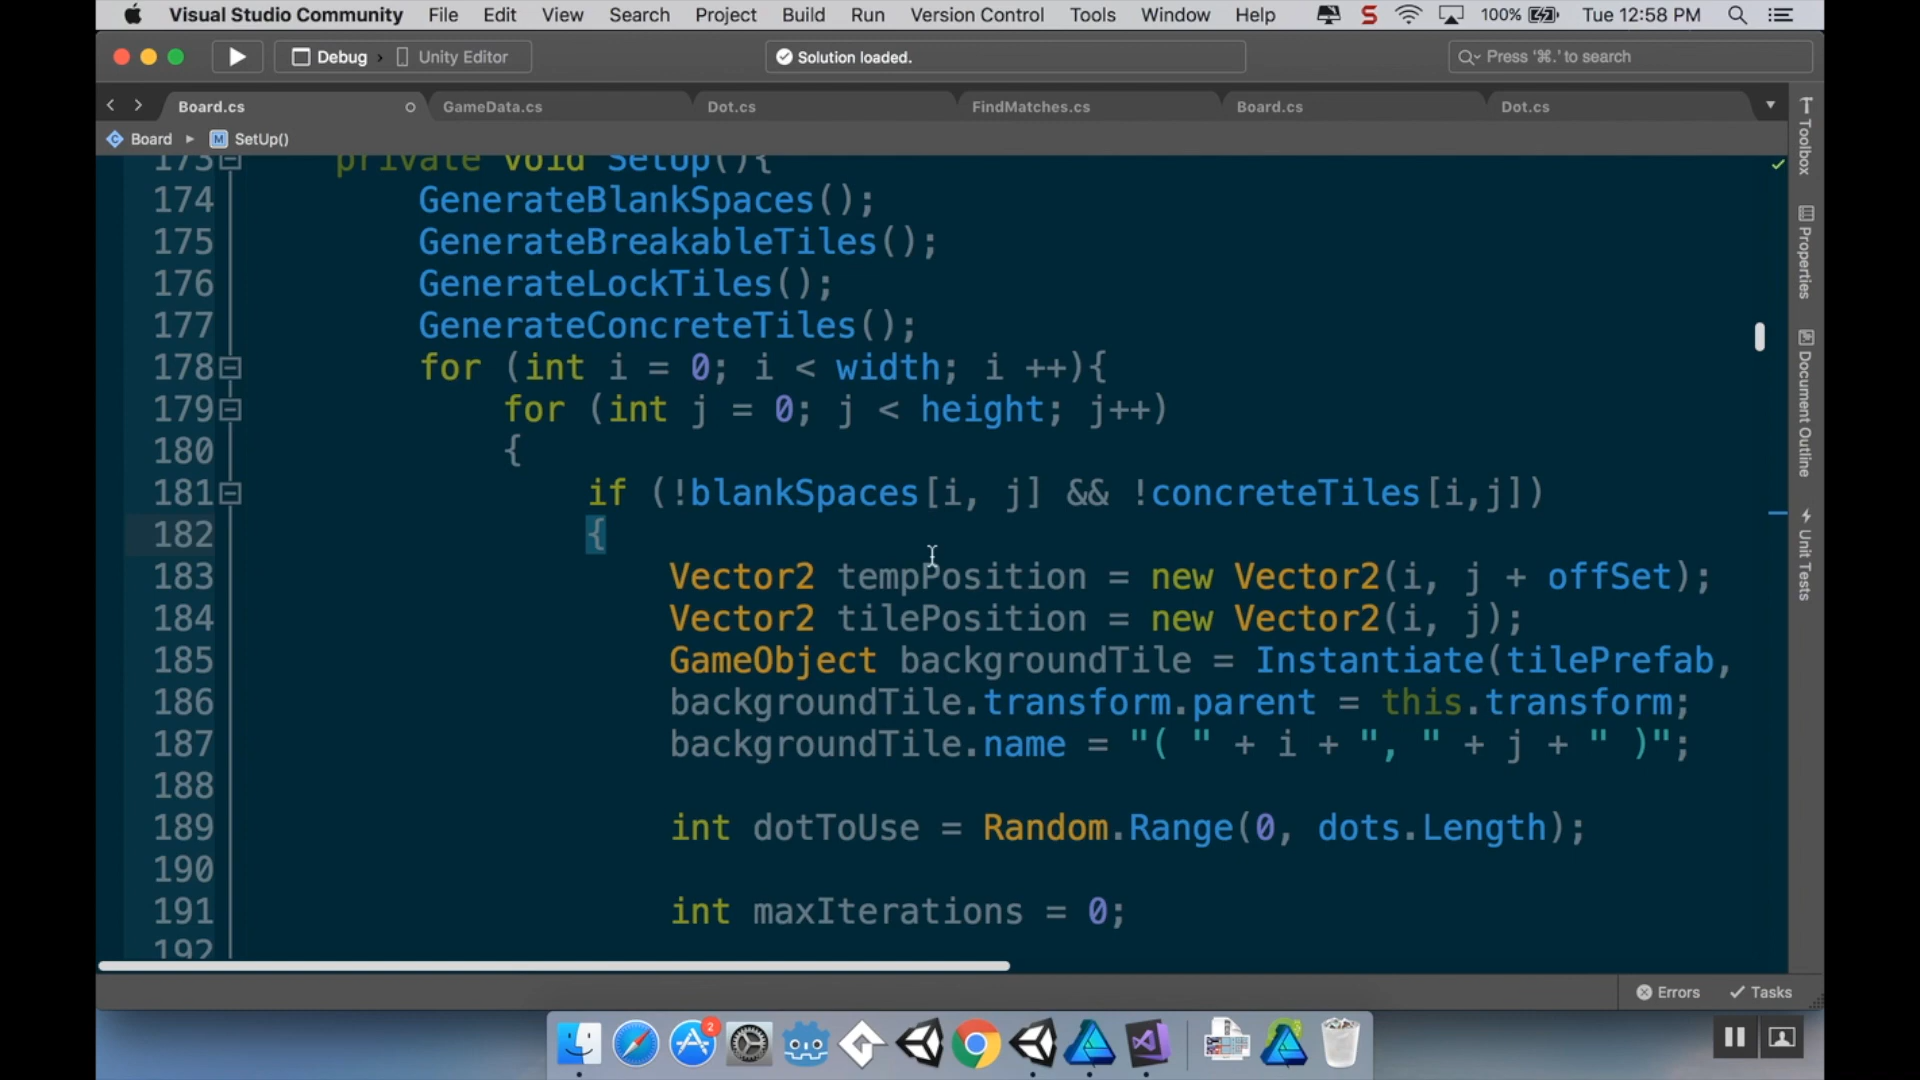 Visual Studio Community File Edit View Search Project Build Run Version Control Tools Window Help S 100% Tue 12:58 PM
Debug Unity Editor Solution loaded. Press '⌘.' to search
Board.cs GameData.cs Dot.cs FindMatches.cs Board.cs Dot.cs
Board ▸ M SetUp()
173 private void SetUp(){
174 GenerateBlankSpaces();
175 GenerateBreakableTiles();
176 GenerateLockTiles();
177 GenerateConcreteTiles();
178 for (int i = 0; i < width; i ++){
179 for (int j = 0; j < height; j++)
180 {
181 if (!blankSpaces[i, j] && !concreteTiles[i,j])
182 {
183 Vector2 tempPosition = new Vector2(i, j + offSet);
184 Vector2 tilePosition = new Vector2(i, j);
185 GameObject backgroundTile = Instantiate(tilePrefab,
186 backgroundTile.transform.parent = this.transform;
187 backgroundTile.name = "( " + i + ", " + j + " )";
188
189 int dotToUse = Random.Range(0, dots.Length);
190
191 int maxIterations = 0;
192
Toolbox
Properties
Document Outline
Unit Tests
Errors Tasks
2